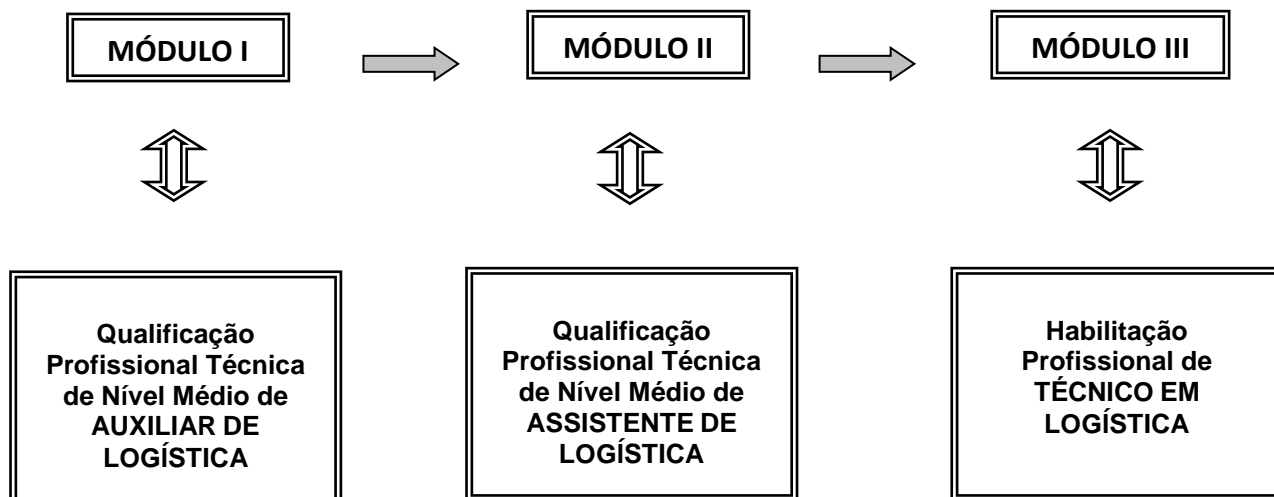 MÓDULO I
MÓDULO II
MÓDULO III
Qualificação
Profissional Técnica
de Nível Médio de
AUXILIAR DE
LOGÍSTICA
Qualificação
Profissional Técnica
de Nível Médio de
ASSISTENTE DE
LOGÍSTICA
Habilitação
Profissional de
TÉCNICO EM
LOGÍSTICA